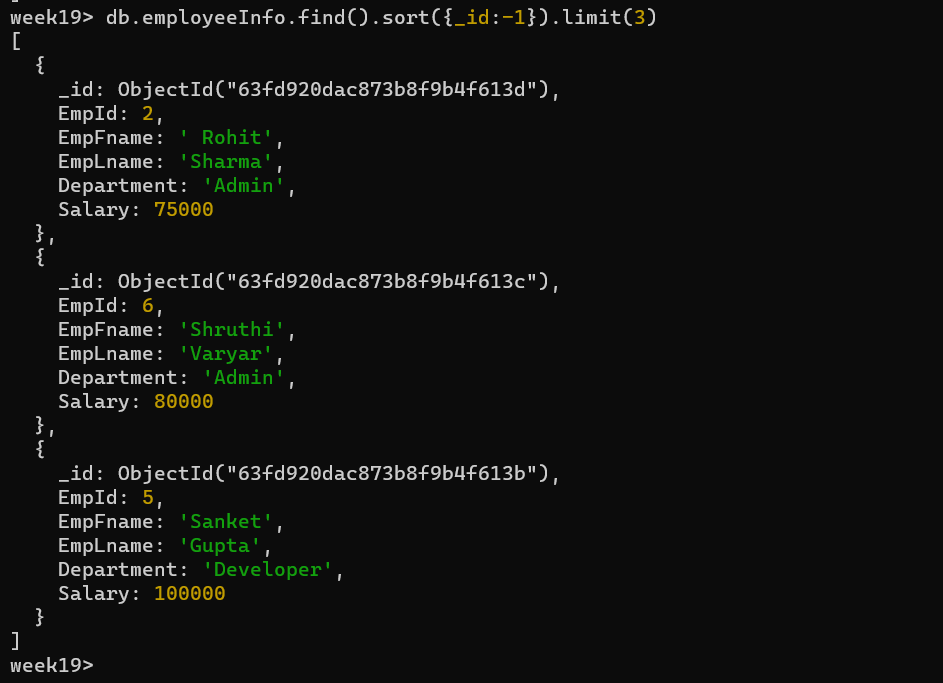 week19> db.employeeInfo.find().sort({_id:-1}).limit(3)
[
  {
    _id: ObjectId("63fd920dac873b8f9b4f613d"),
    EmpId: 2,
    EmpFname: ' Rohit',
    EmpLname: 'Sharma',
    Department: 'Admin',
    Salary: 75000
  },
  {
    _id: ObjectId("63fd920dac873b8f9b4f613c"),
    EmpId: 6,
    EmpFname: 'Shruthi',
    EmpLname: 'Varyar',
    Department: 'Admin',
    Salary: 80000
  },
  {
    _id: ObjectId("63fd920dac873b8f9b4f613b"),
    EmpId: 5,
    EmpFname: 'Sanket',
    EmpLname: 'Gupta',
    Department: 'Developer',
    Salary: 100000
  }
]
week19>